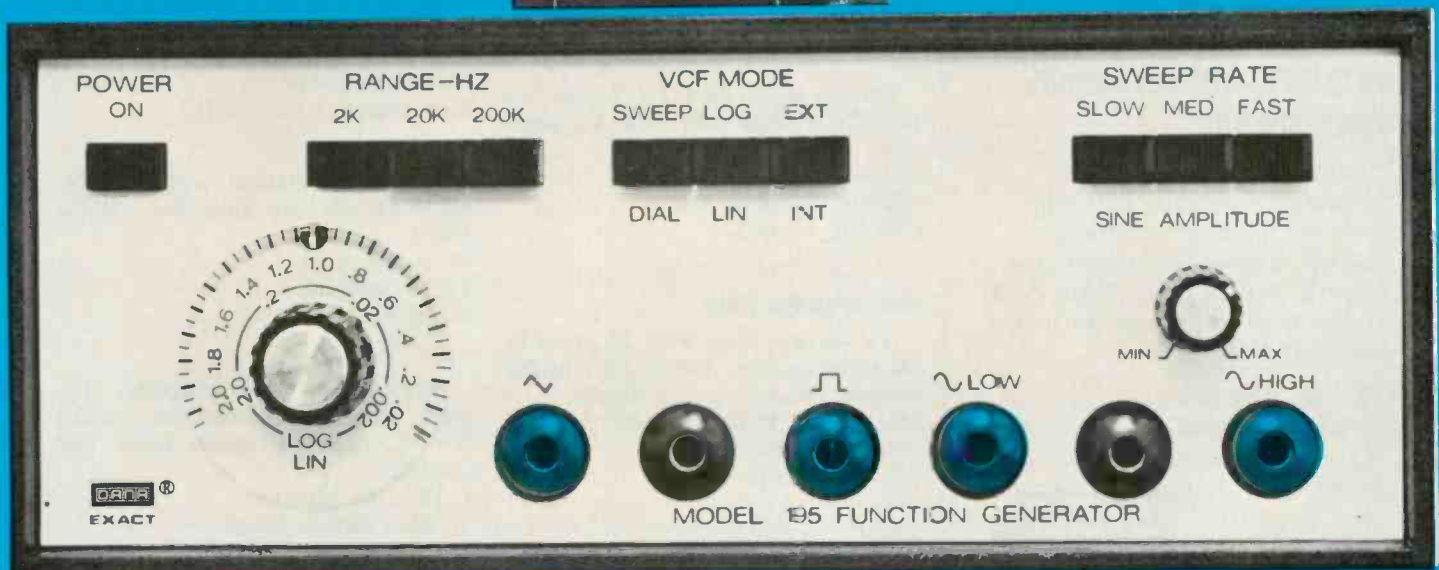 POWER
ON
RANGE-HZ
2K 20K 200K
VCF MODE
SWEEP LOG EXT
DIAL LIN INT
SWEEP RATE
SLOW MED FAST
SINE AMPLITUDE
MIN MAX
2.0 1.8 1.6 1.4 1.2 1.0 .8 .6 .4 .2 .02
2.0 .2 .02 .002
LOG
LIN
LOW
HIGH
DANA ®
EXACT
MODEL 195 FUNCTION GENERATOR